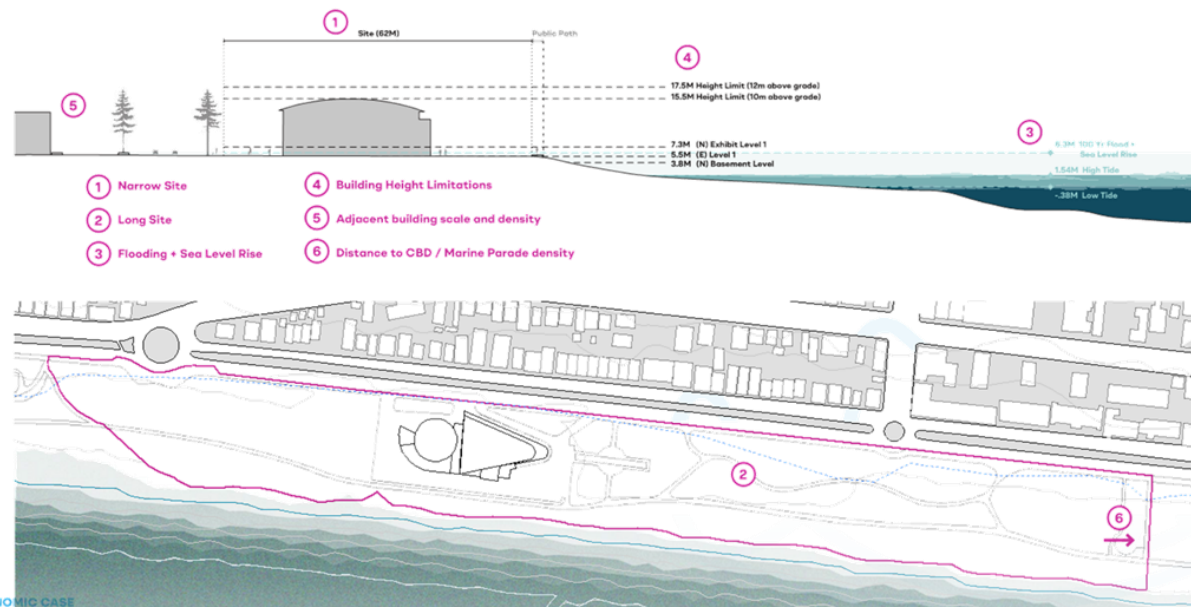 1
Site (62M)
Public Path
4
17.5M Height Limit (12m above grade)
15.5M Height Limit (10m above grade)
5
3
7.3M (N) Exhibit Level 1
5.5M (E) Level 1
3.8M (N) Basement Level
6.3M 100 Yr Flood +
Sea Level Rise
1.54M High Tide
-.38M Low Tide
1 Narrow Site
2 Long Site
3 Flooding + Sea Level Rise
4 Building Height Limitations
5 Adjacent building scale and density
6 Distance to CBD / Marine Parade density
2
6
OMIC CASE